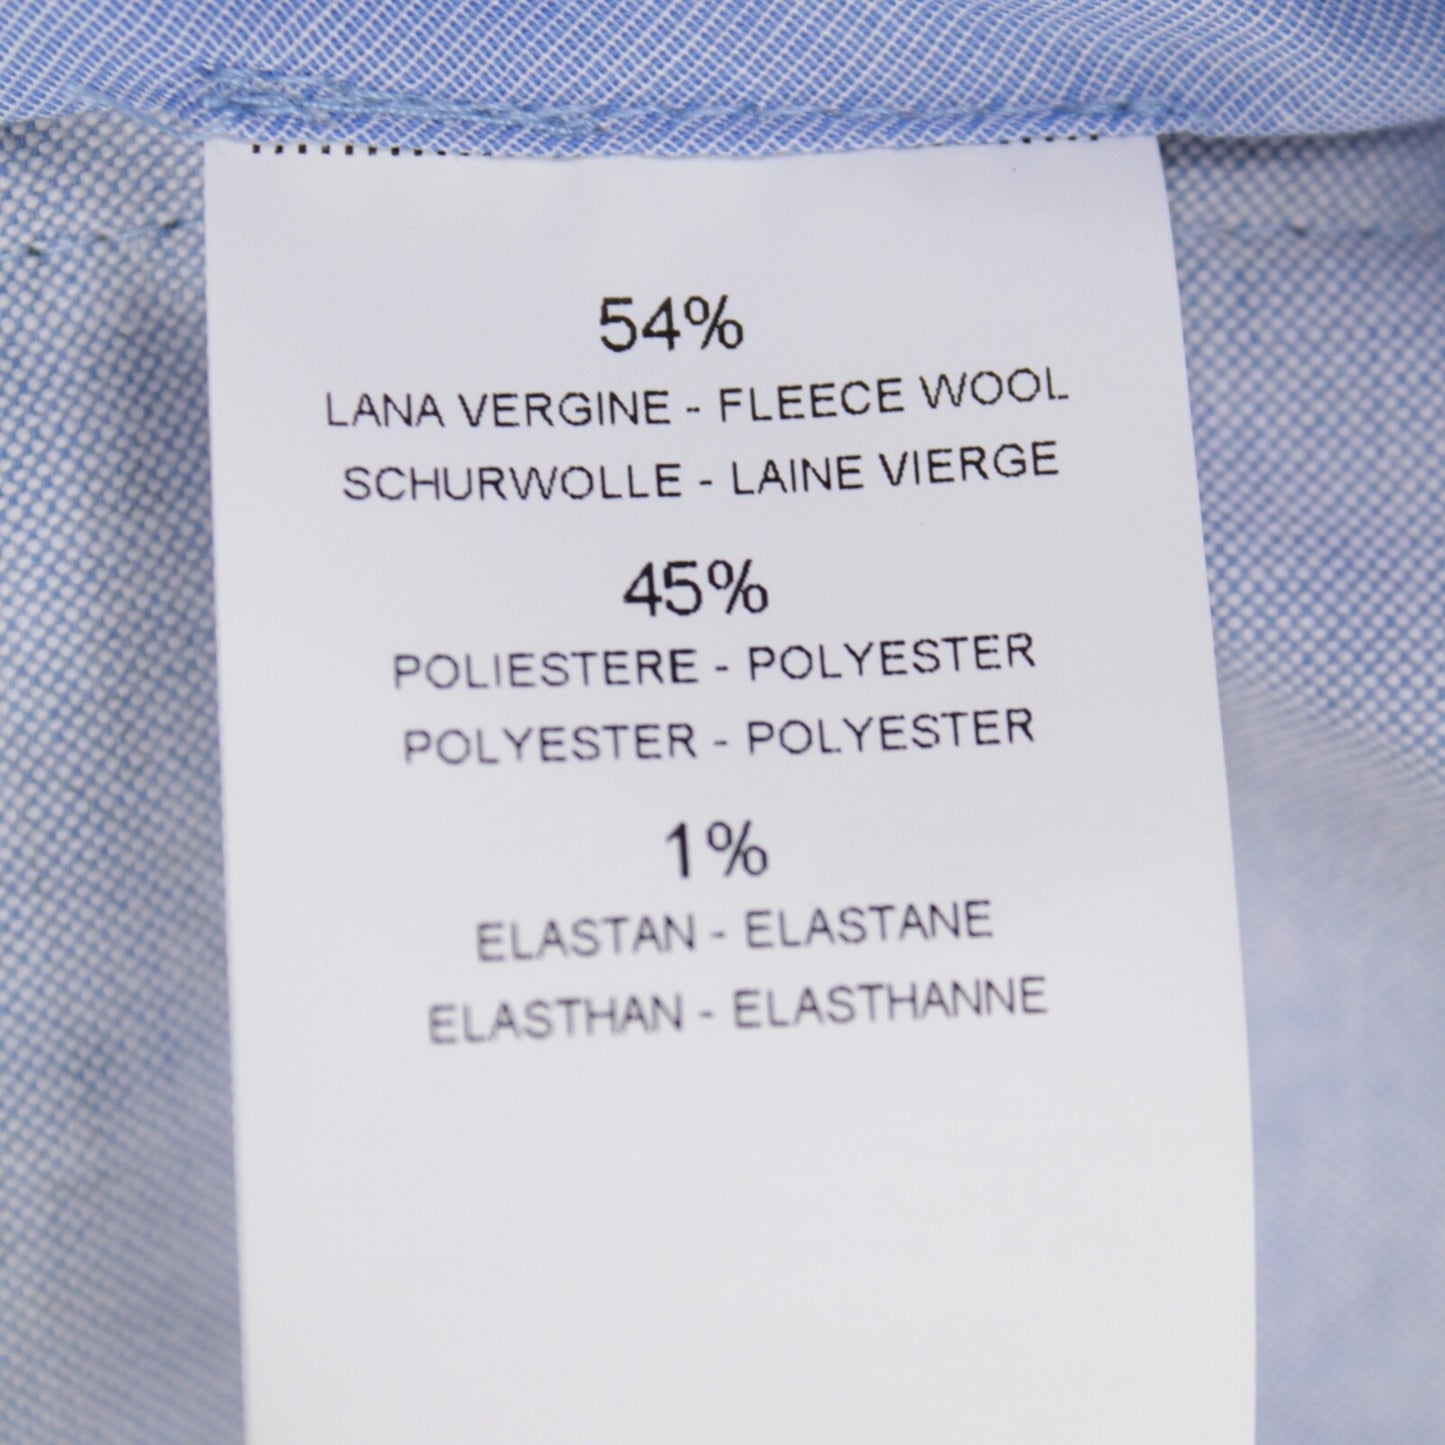 54%
LANA VERGINE - FLEECE WOOL
SCHURWOLLE - LAINE VIERGE
45%
POLIESTERE - POLYESTER
POLYESTER - POLYESTER
1%
ELASTAN - ELASTANE
ELASTHAN - ELASTHANNE